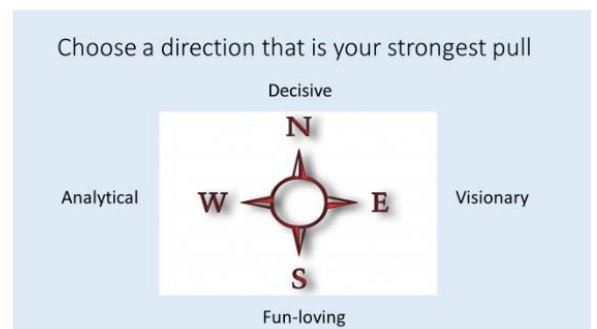 Choose a direction that is your strongest pull
Decisive
N
Analytical
W
E
Visionary
S
Fun-loving